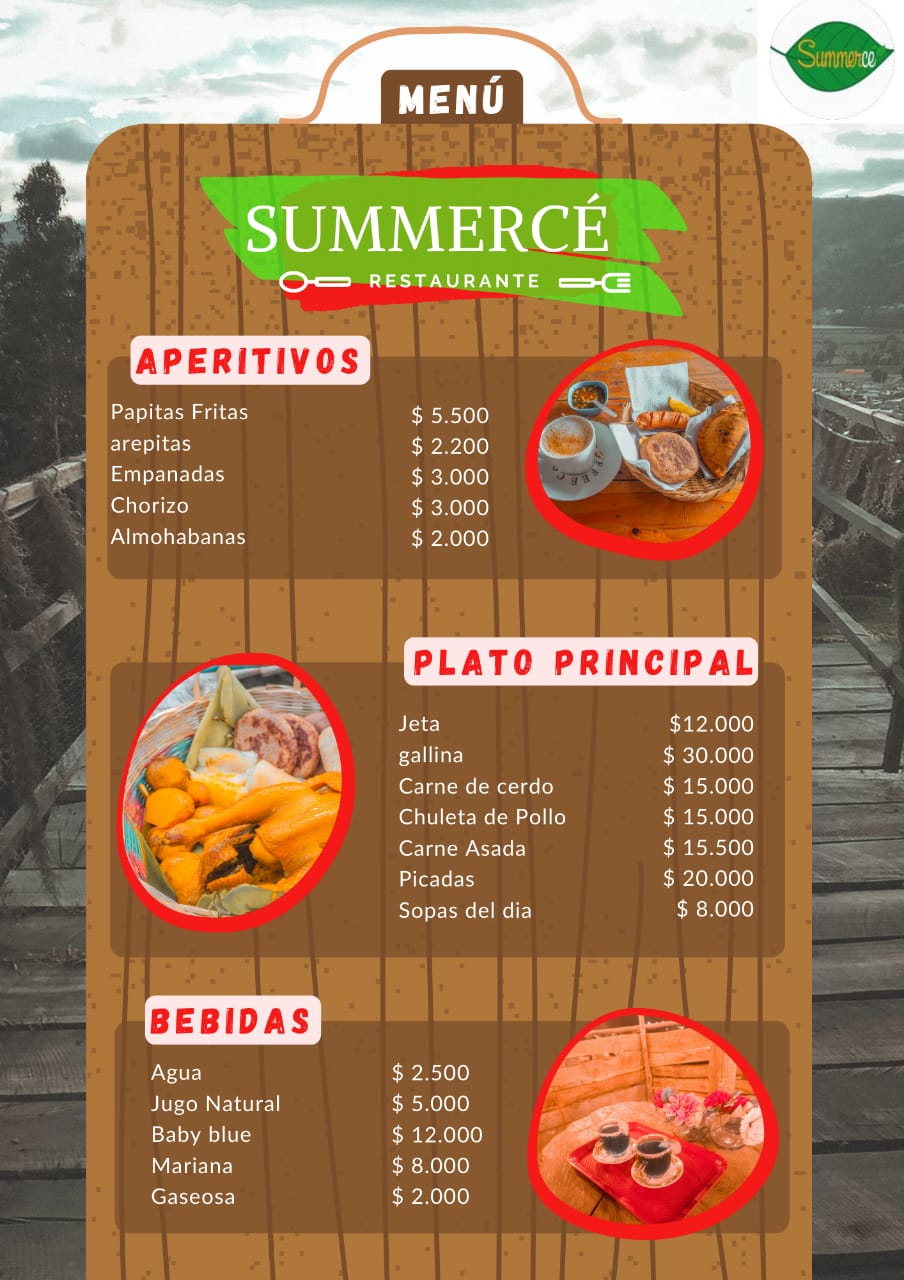 Summerce
MENÚ
SUMMERCÉ
RESTAURANTE
APERITIVOS
Papitas Fritas $ 5.500
arepitas $ 2.200
Empanadas $ 3.000
Chorizo $ 3.000
Almohabanas $ 2.000
PLATO PRINCIPAL
Jeta $12.000
gallina $ 30.000
Carne de cerdo $ 15.000
Chuleta de Pollo $ 15.000
Carne Asada $ 15.500
Picadas $ 20.000
Sopas del dia $ 8.000
BEBIDAS
Agua $ 2.500
Jugo Natural $ 5.000
Baby blue $ 12.000
Mariana $ 8.000
Gaseosa $ 2.000